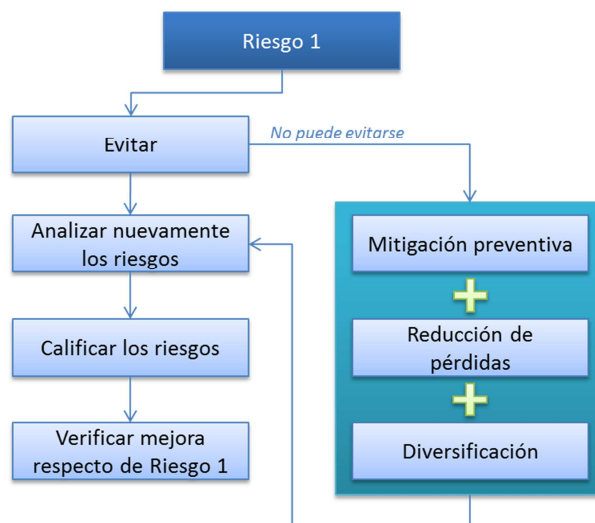 Riesgo 1
Evitar
No puede evitarse
Analizar nuevamente
los riesgos
Calificar los riesgos
Verificar mejora
respecto de Riesgo 1
Mitigación preventiva
Reducción de
pérdidas
Diversificación